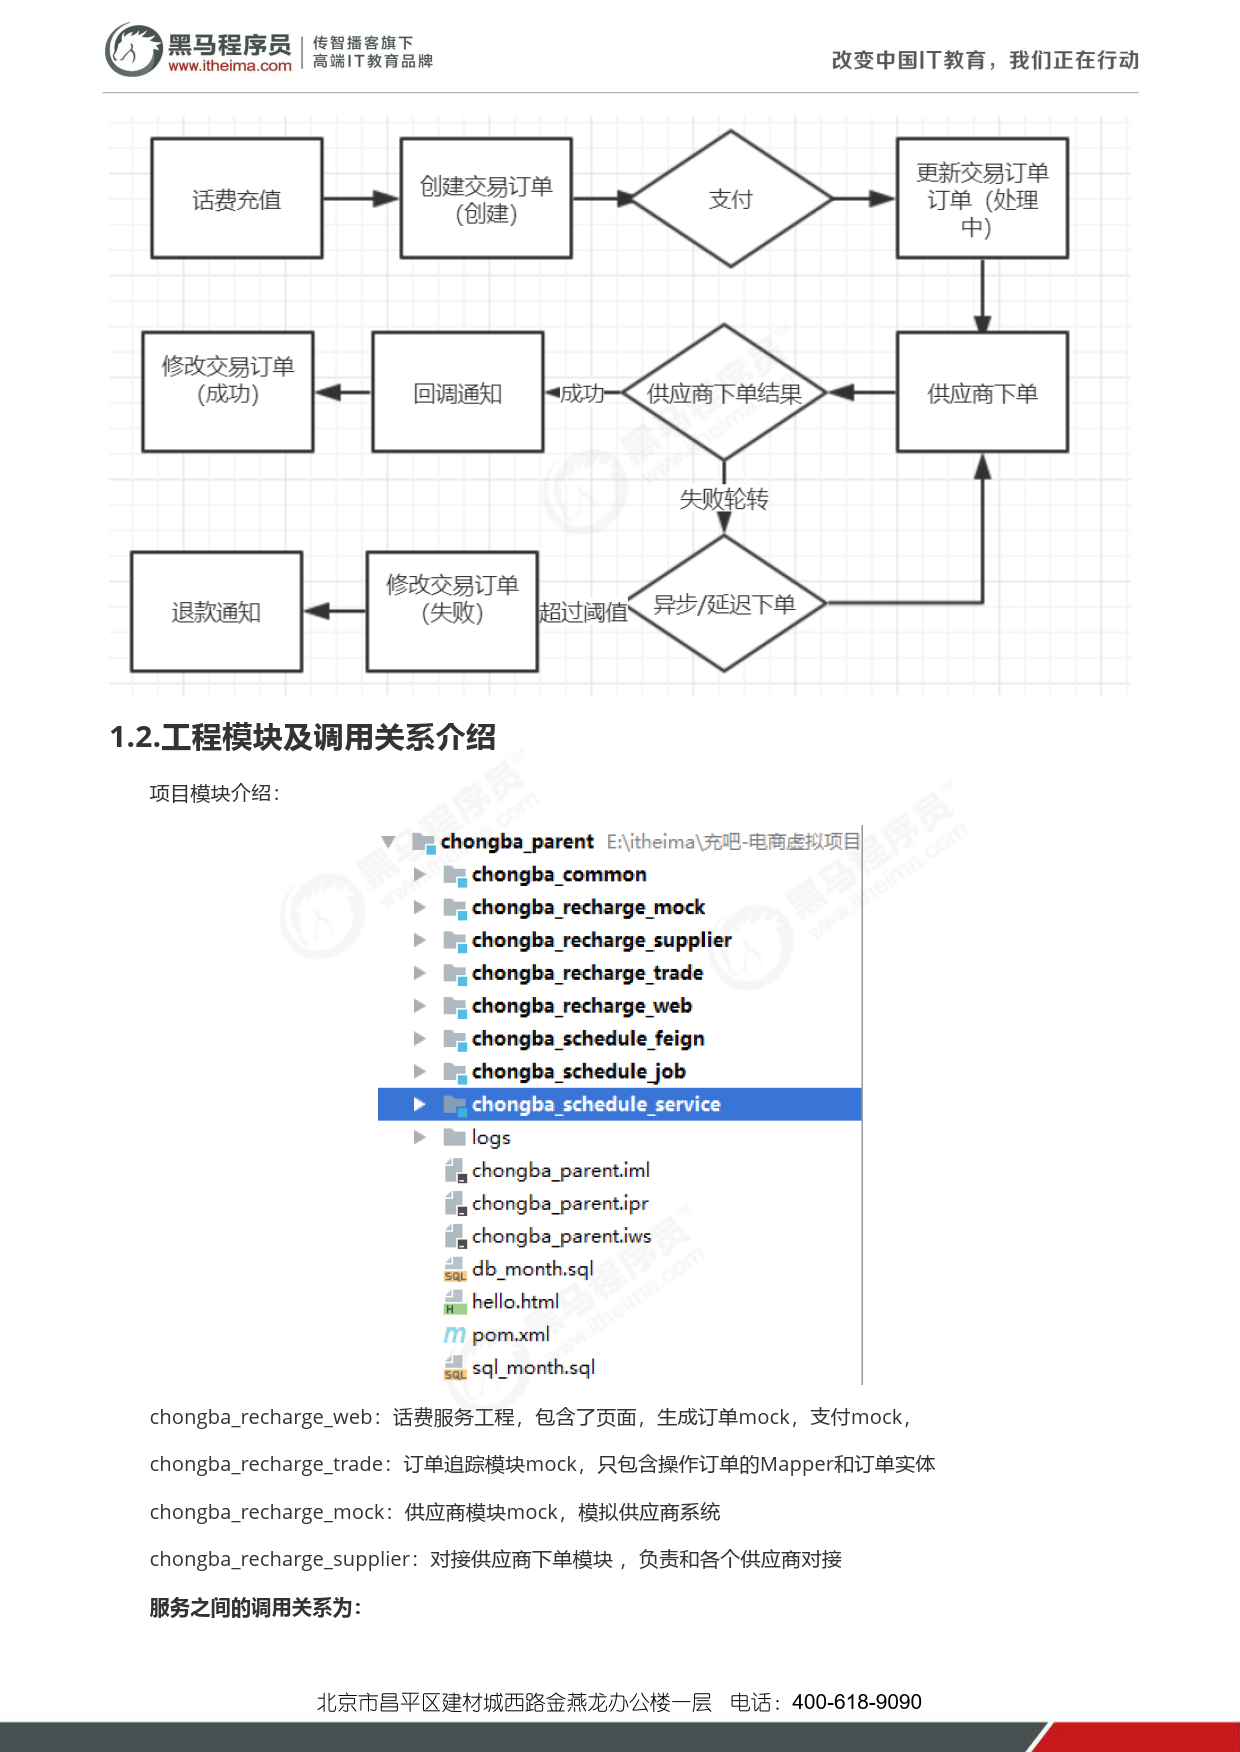 黑马程序员
www.itheima.com
传智播客旗下
高端IT教育品牌
改变中国IT教育，我们正在行动
话费充值
创建交易订单
(创建)
支付
更新交易订单
订单（处理
中)
修改交易订单
(成功)
回调通知
成功
供应商下单结果
供应商下单
失败轮转
退款通知
修改交易订单
(失败)
超过阈值
异步/延迟下单
1.2.工程模块及调用关系介绍
项目模块介绍：
chongba_parent E:\itheima\充吧-电商虚拟项目
chongba_common
chongba_recharge_mock
chongba_recharge_supplier
chongba_recharge_trade
chongba_recharge_web
chongba_schedule_feign
chongba_schedule_job
chongba_schedule_service
logs
chongba_parent.iml
chongba_parent.ipr
chongba_parent.iws
db_month.sql
hello.html
pom.xml
sql_month.sql
chongba_recharge_web：话费服务工程，包含了页面，生成订单mock，支付mock，
chongba_recharge_trade：订单追踪模块mock，只包含操作订单的Mapper和订单实体
chongba_recharge_mock：供应商模块mock，模拟供应商系统
chongba_recharge_supplier：对接供应商下单模块 ，负责和各个供应商对接
服务之间的调用关系为：
北京市昌平区建材城西路金燕龙办公楼一层 电话：400-618-9090